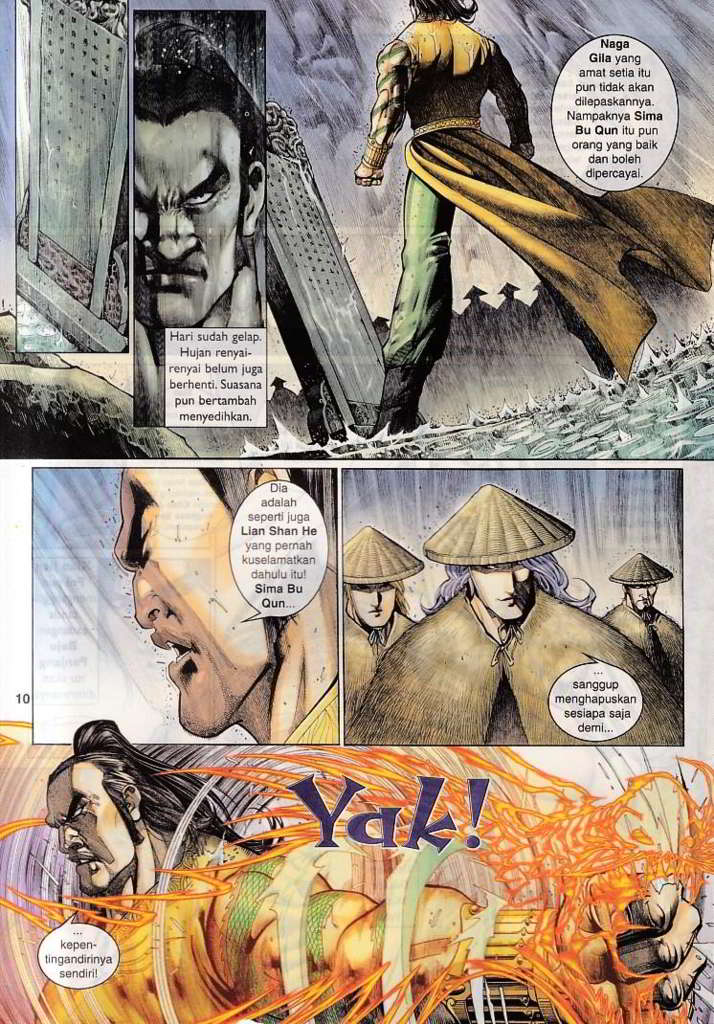 Naga
Gila yang
amat setia itu
pun tidak akan
dilepaskannya.
Nampaknya Sima
Bu Qun itu pun
orang yang baik
dan boleh
dipercayai.
Hari sudah gelap.
Hujan renyai-
renyai belum juga
berhenti. Suasana
pun bertambah
menyedihkan.
Dia
adalah
seperti juga
Lian Shan He
yang pernah
kuselamatkan
dahulu itu!
Sima Bu
Qun...
...
sanggup
menghapuskan
sesiapa saja
demi...
10
Yak!
...
kepen-
tingandirinya
sendiri!